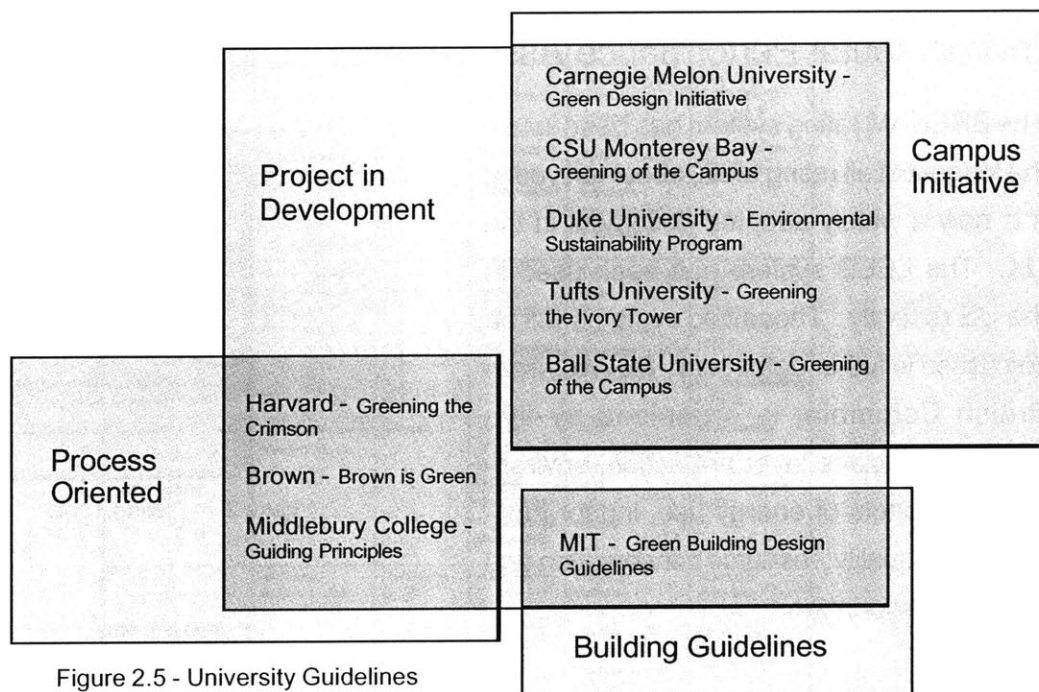 Project in
Development
Carnegie Melon University -
Green Design Initiative
CSU Monterey Bay -
Greening of the Campus
Duke University - Environmental
Sustainability Program
Tufts University - Greening
the Ivory Tower
Ball State University - Greening
of the Campus
Campus
Initiative
Process
Oriented
Harvard - Greening the
Crimson
Brown - Brown is Green
Middlebury College -
Guiding Principles
MIT - Green Building Design
Guidelines
Building Guidelines
Figure 2.5 - University Guidelines